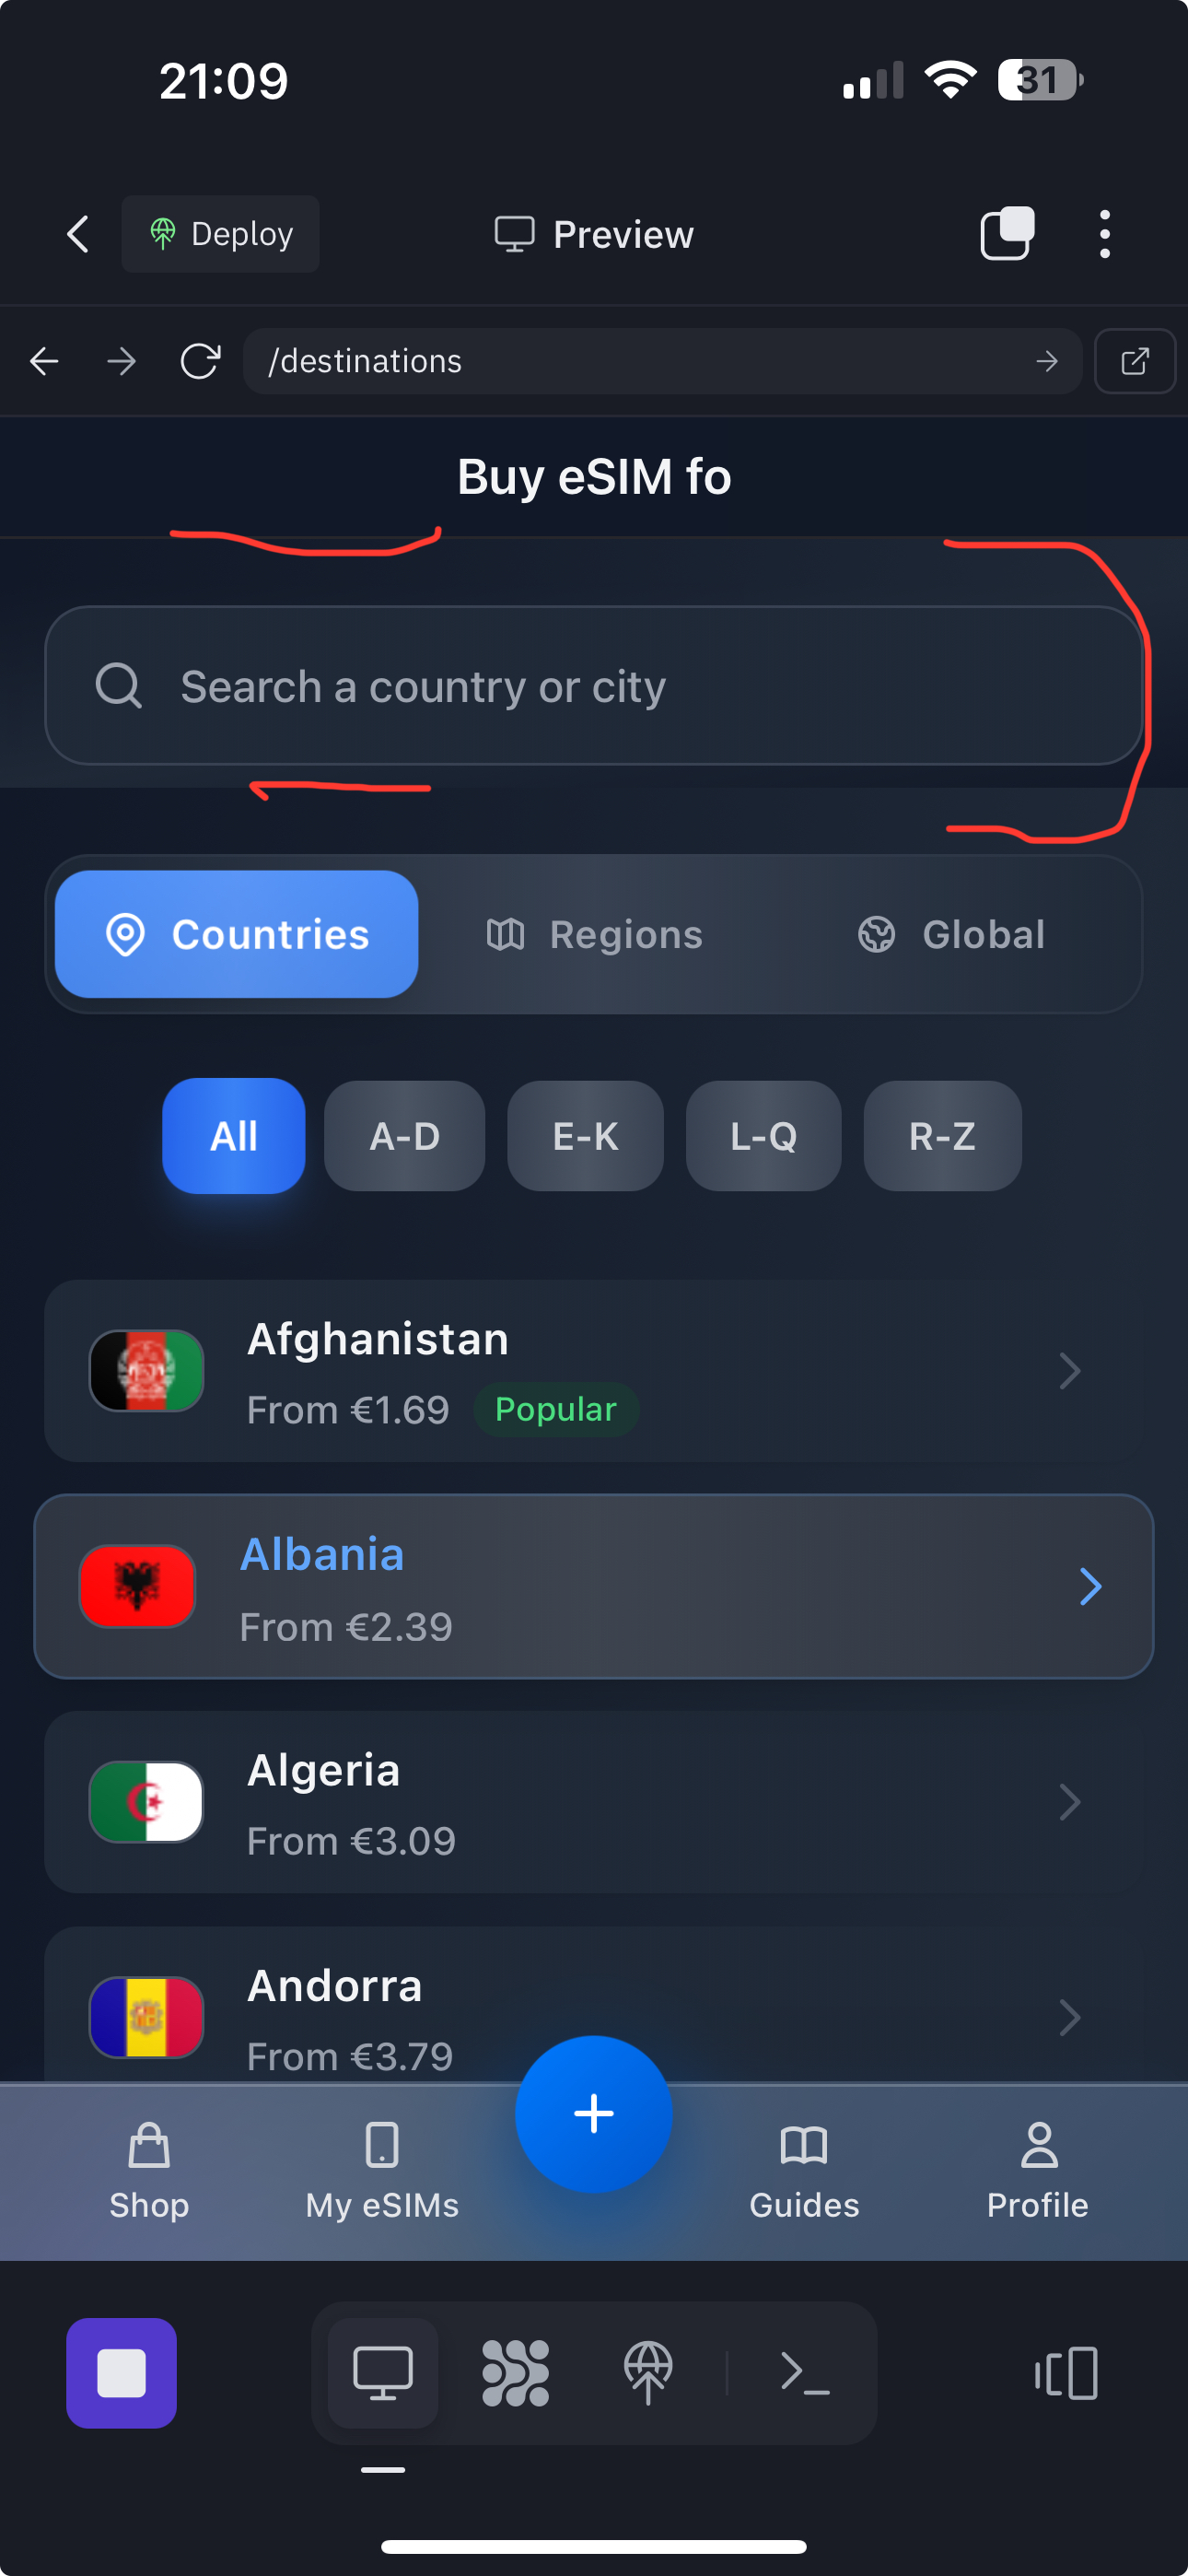 21:09
31
Deploy
Preview
/destinations
Buy eSIM fo
Search a country or city
Countries
Regions
Global
All
A-D
E-K
L-Q
R-Z
Afghanistan
From €1.69
Popular
Albania
From €2.39
Algeria
From €3.09
Andorra
From €3.79
Shop
My eSIMs
Guides
Profile